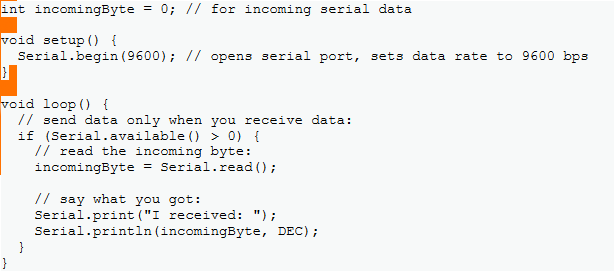 int incomingByte = 0; // for incoming serial data
void setup() {
Serial.begin(9600); // opens serial port, sets data rate to 9600 bps
}
void loop() {
// send data only when you receive data:
if (Serial.available() > 0) {
// read the incoming byte:
incomingByte = Serial.read();
// say what you got:
Serial.print("I received: ");
Serial.println(incomingByte, DEC);
}
}